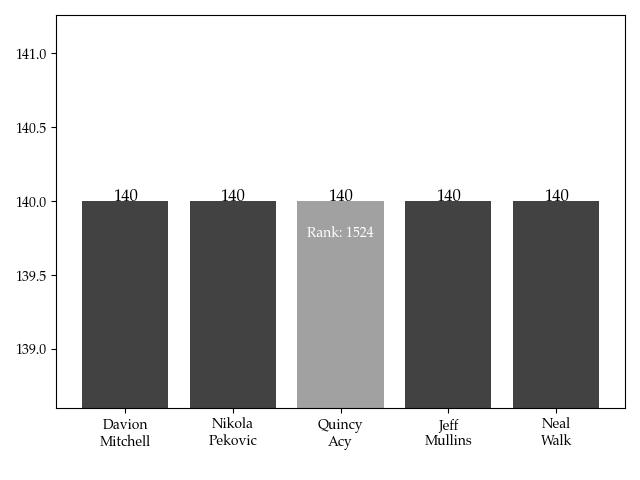 141.0
140.5
140.0
139.5
139.0
140 140 140 140 140
Rank: 1524
Davion Mitchell
Nikola Pekovic
Quincy Acy
Jeff Mullins
Neal Walk